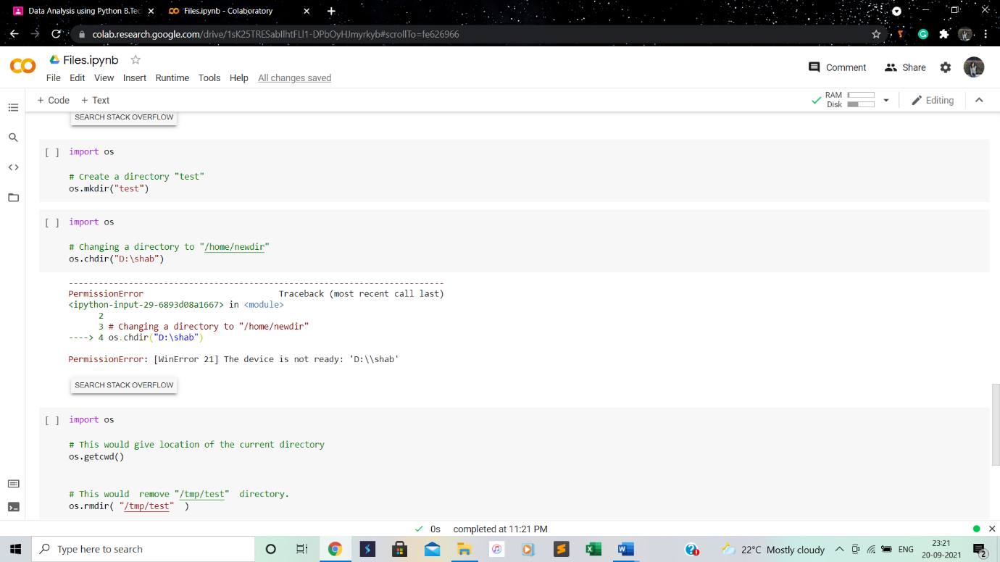 Data Analysis using Python B.Tec
Files.ipynb - Colaboratory
colab.research.google.com/drive/1sK25TRESabIlhtFLl1-DPbOyHJmyrkyb#scrollTo=fe626966
Files.ipynb
Comment
Share
File Edit View Insert Runtime Tools Help All changes saved
+ Code + Text
RAM
Disk
Editing
SEARCH STACK OVERFLOW
[ ] import os
# Create a directory "test"
os.mkdir("test")
[ ] import os
# Changing a directory to "/home/newdir"
os.chdir("D:\shab")
---------------------------------------------------------------------------
PermissionError Traceback (most recent call last)
<ipython-input-29-6893d08a1667> in <module>
2
3 # Changing a directory to "/home/newdir"
----> 4 os.chdir("D:\shab")
PermissionError: [WinError 21] The device is not ready: 'D:\\shab'
SEARCH STACK OVERFLOW
[ ] import os
# This would give location of the current directory
os.getcwd()
# This would remove "/tmp/test" directory.
os.rmdir( "/tmp/test" )
0s completed at 11:21 PM
Type here to search
22°C Mostly cloudy
ENG
23:21
20-09-2021
2